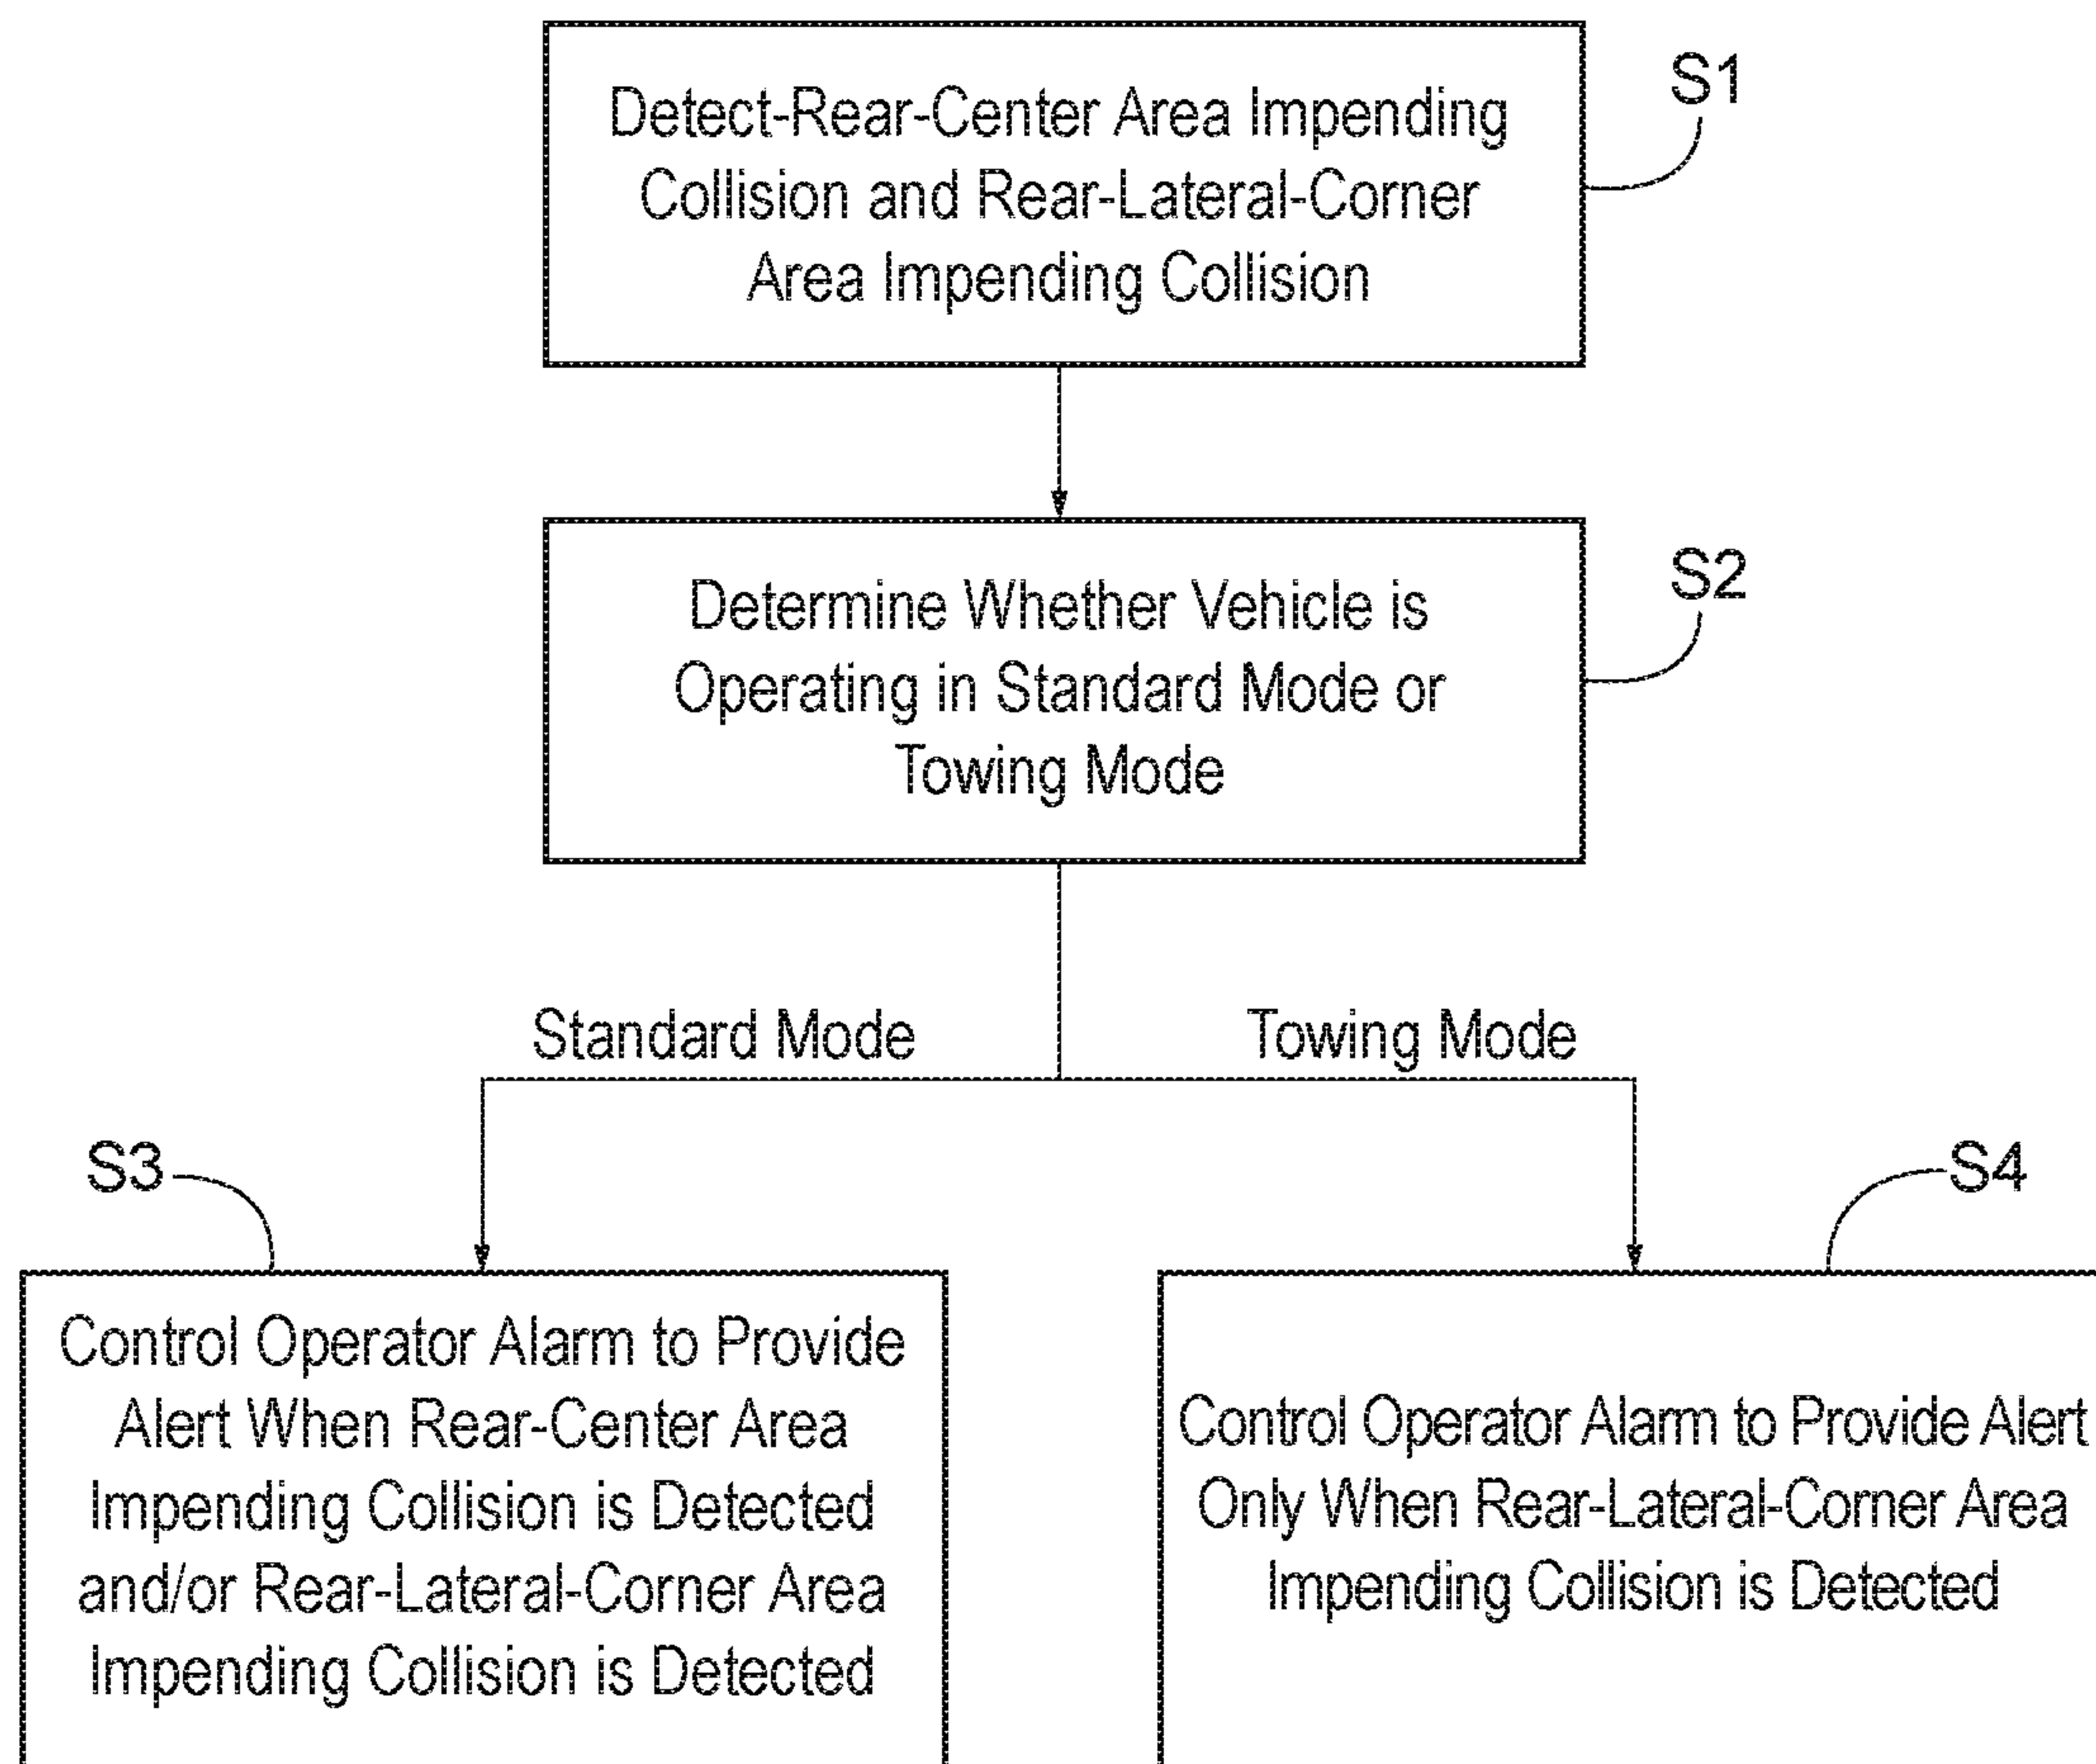 Detect-Rear-Center Area Impending
Collision and Rear-Lateral-Corner
Area Impending Collision
S1
Determine Whether Vehicle is
Operating in Standard Mode or
Towing Mode
S2
Standard Mode
Towing Mode
S3
Control Operator Alarm to Provide
Alert When Rear-Center Area
Impending Collision is Detected
and/or Rear-Lateral-Corner Area
Impending Collision is Detected
S4
Control Operator Alarm to Provide Alert
Only When Rear-Lateral-Corner Area
Impending Collision is Detected